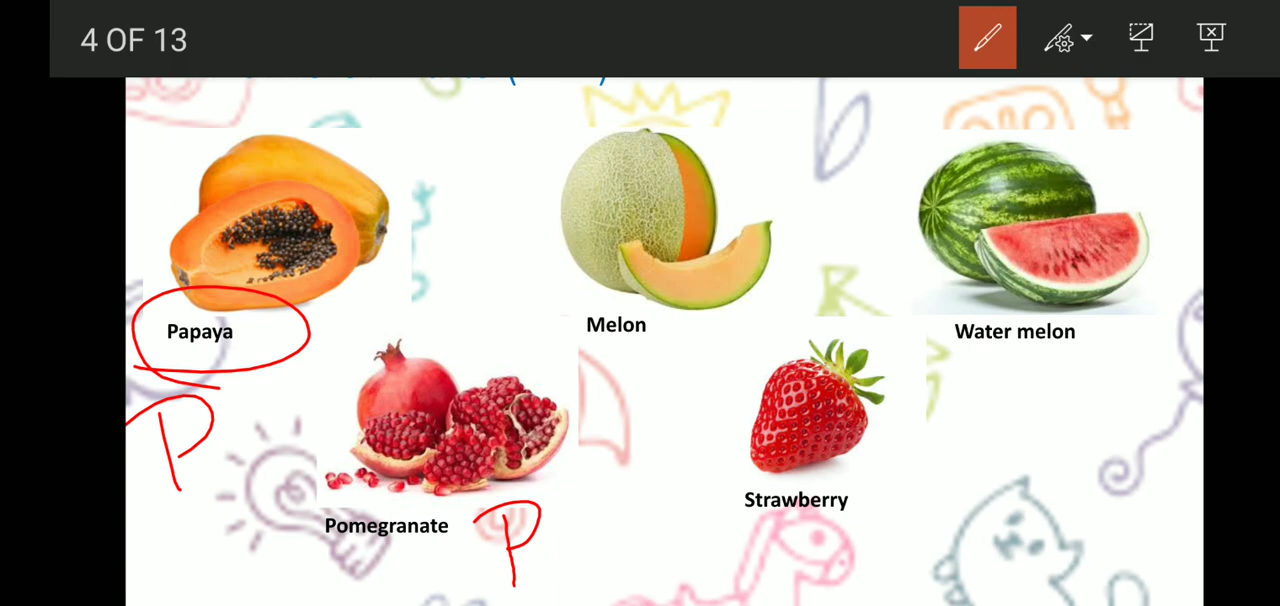 4 OF 13
Papaya
Melon
Water melon
P
Pomegranate
P
Strawberry